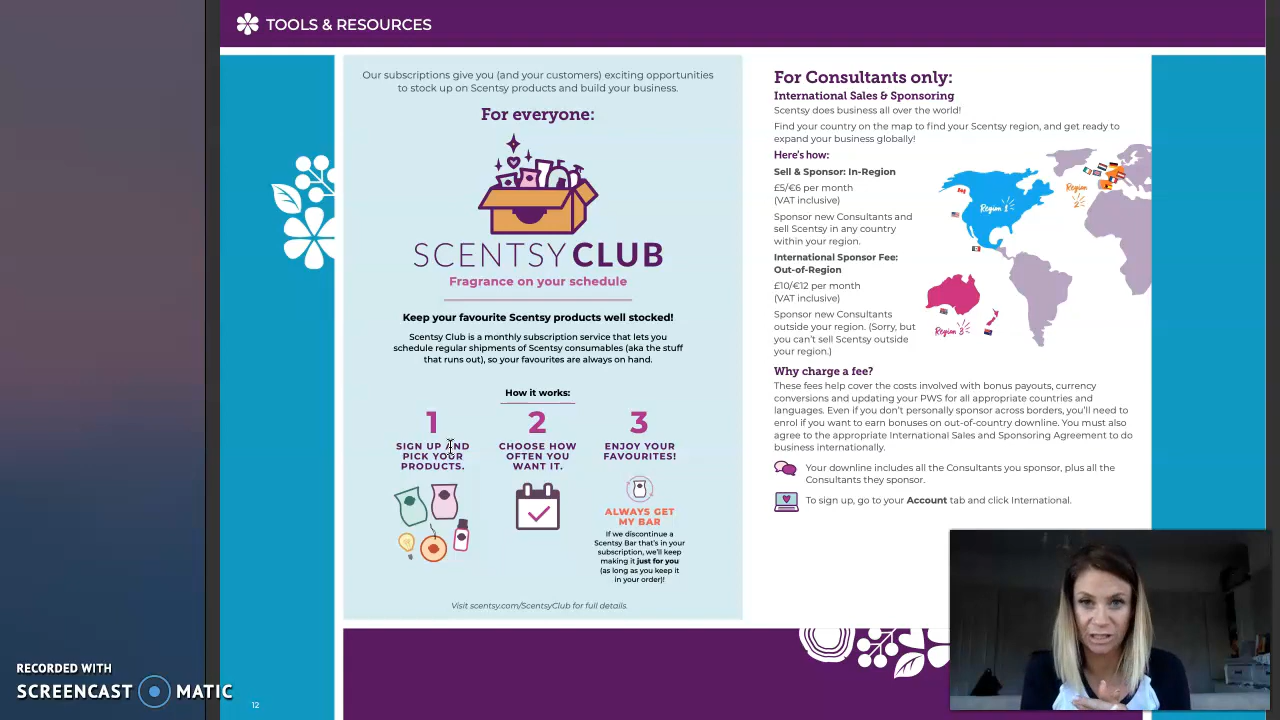 TOOLS & RESOURCES
Our subscriptions give you (and your customers) exciting opportunities
to stock up on Scentsy products and build your business.
For everyone:
SCENTSY CLUB
Fragrance on your schedule
Keep your favourite Scentsy products well stocked!
Scentsy Club is a monthly subscription service that lets you
schedule regular shipments of Scentsy consumables (aka the stuff
that runs out), so your favourites are always on hand.
How it works:
1
SIGN UP AND
PICK YOUR
PRODUCTS.
2
CHOOSE HOW
OFTEN YOU
WANT IT.
3
ENJOY YOUR
FAVOURITES!
ALWAYS GET
MY BAR
If we discontinue a
Scentsy Bar that's in your
subscription, we'll keep
making it just for you
(as long as you keep it
in your order)!
Visit scentsy.com/ScentsyClub for full details.
For Consultants only:
International Sales & Sponsoring
Scentsy does business all over the world!
Find your country on the map to find your Scentsy region, and get ready to
expand your business globally!
Here's how:
Sell & Sponsor: In-Region
£5/€6 per month
(VAT inclusive)
Sponsor new Consultants and
sell Scentsy in any country
within your region.
International Sponsor Fee:
Out-of-Region
£10/€12 per month
(VAT inclusive)
Sponsor new Consultants
outside your region. (Sorry, but
you can't sell Scentsy outside
your region.)
Region 1
Region
2
Region 3
Why charge a fee?
These fees help cover the costs involved with bonus payouts, currency
conversions and updating your PWS for all appropriate countries and
languages. Even if you don't personally sponsor across borders, you'll need to
enrol if you want to earn bonuses on out-of-country downline. You must also
agree to the appropriate International Sales and Sponsoring Agreement to do
business internationally.
Your downline includes all the Consultants you sponsor, plus all the
Consultants they sponsor.
To sign up, go to your Account tab and click International.
RECORDED WITH
SCREENCAST MATIC
12